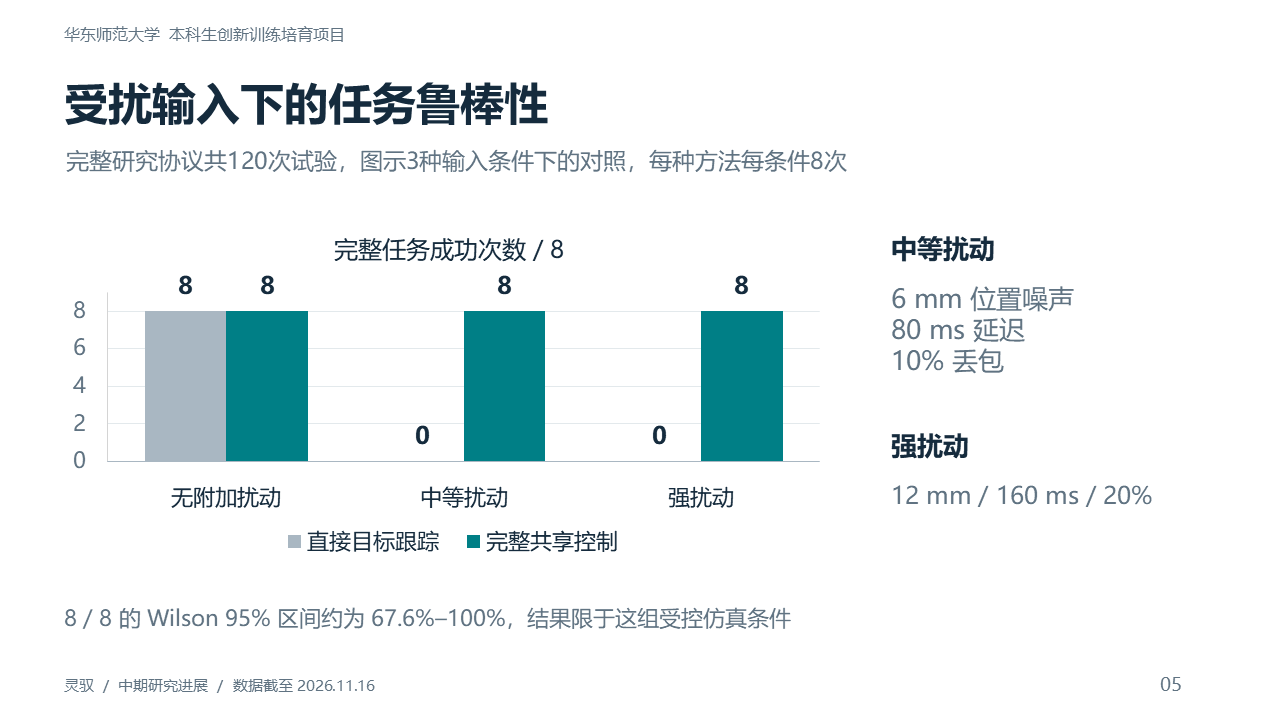 华东师范大学 本科生创新训练培育项目
受扰输入下的任务鲁棒性
完整研究协议共120次试验，图示3种输入条件下的对照，每种方法每条件8次
完整任务成功次数 / 8
8 8 8 8
8
6
4
2
0
0 0
无附加扰动 中等扰动 强扰动
直接目标跟踪 完整共享控制
中等扰动
6 mm 位置噪声
80 ms 延迟
10% 丢包
强扰动
12 mm / 160 ms / 20%
8 / 8 的 Wilson 95% 区间约为 67.6%–100%，结果限于这组受控仿真条件
灵驭 / 中期研究进展 / 数据截至 2026.11.16
05